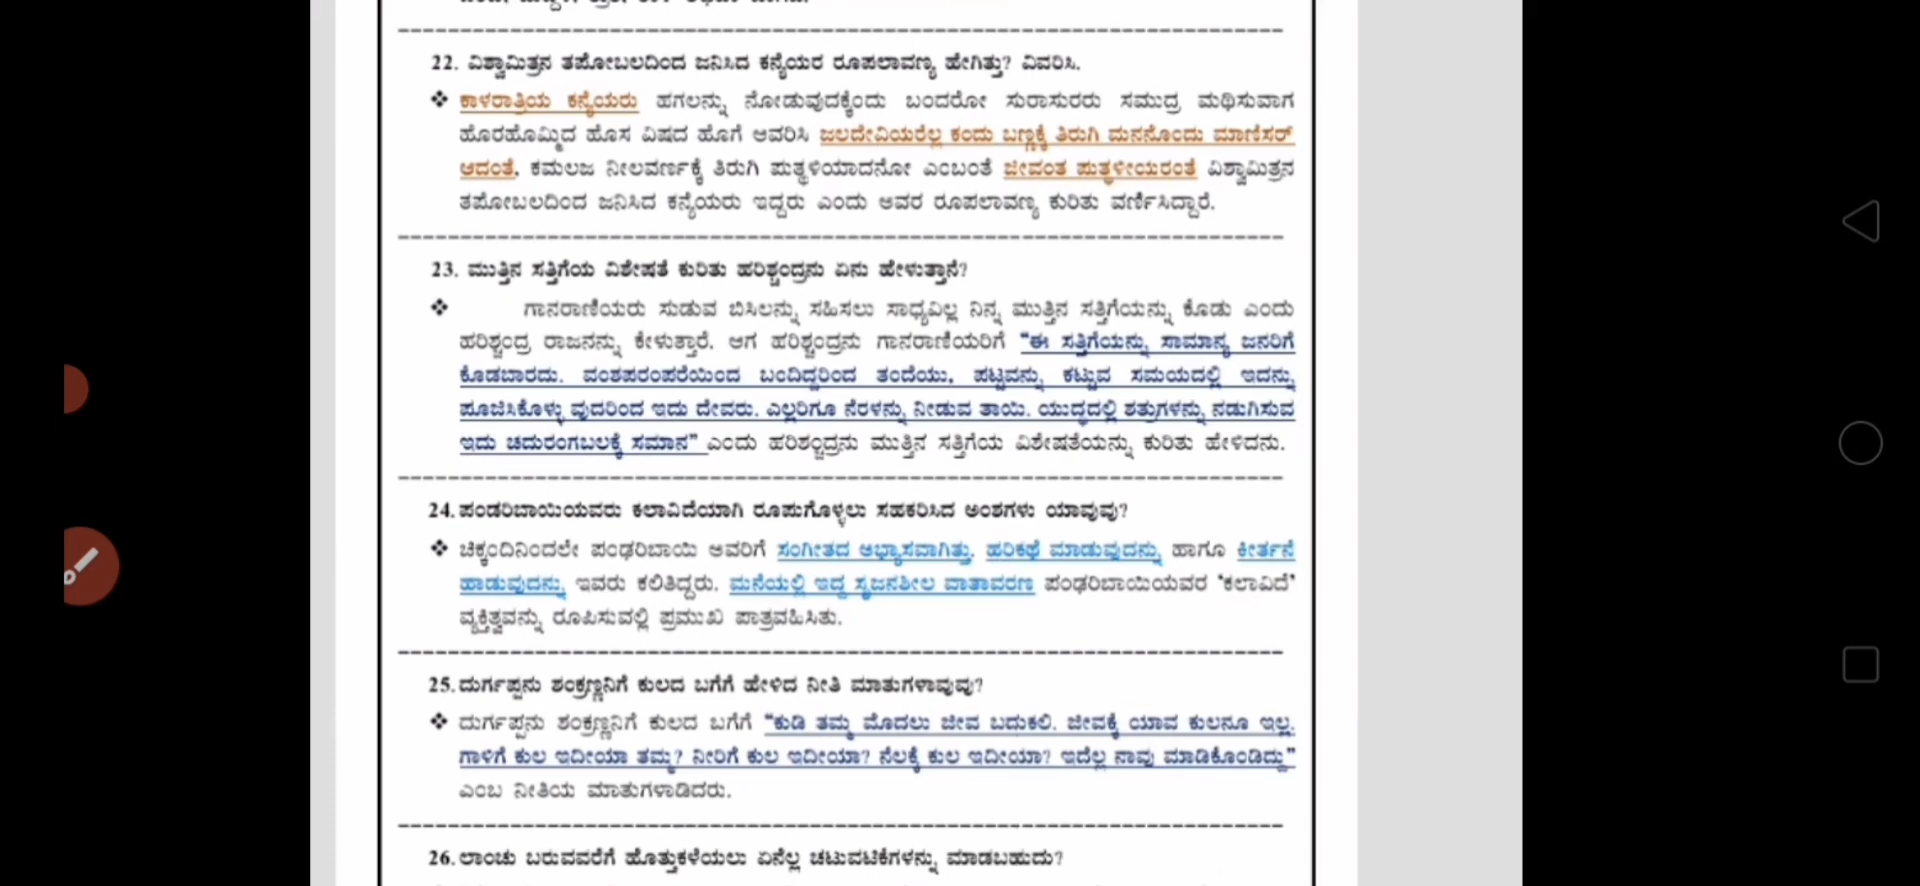 22. ವಿಶ್ವಾಮಿತ್ರನ ತಪೋಬಲದಿಂದ ಜನಿಸಿದ ಕನ್ಯೆಯರ ರೂಪಲಾವಣ್ಯ ಹೇಗಿತ್ತು? ವಿವರಿಸಿ.
❖ ಕಾಳರಾತ್ರಿಯ ಕನ್ಯೆಯರು ಹಗಲನ್ನು ನೋಡುವುದಕ್ಕೆಂದು ಬಂದರೋ ಸುರಾಸುರರು ಸಮುದ್ರ ಮಥಿಸುವಾಗ
ಹೊರಹೊಮ್ಮಿದ ಹೊಸ ವಿಷದ ಹೊಗೆ ಆವರಿಸಿ ಜಲದೇವಿಯರೆಲ್ಲ ಕಂದು ಬಣ್ಣಕ್ಕೆ ತಿರುಗಿ ಮನನೊಂದು ಮಾಣಿಸರ್
ಆದಂತೆ, ಕಮಲಜ ನೀಲವರ್ಣಕ್ಕೆ ತಿರುಗಿ ಪುತ್ಥಳಿಯಾದನೋ ಎಂಬಂತೆ ಜೀವಂತ ಪುತ್ಥಳೀಯರಂತೆ ವಿಶ್ವಾಮಿತ್ರನ
ತಪೋಬಲದಿಂದ ಜನಿಸಿದ ಕನ್ಯೆಯರು ಇದ್ದರು ಎಂದು ಅವರ ರೂಪಲಾವಣ್ಯ ಕುರಿತು ವರ್ಣಿಸಿದ್ದಾರೆ.
23. ಮುತ್ತಿನ ಸತ್ತಿಗೆಯ ವಿಶೇಷತೆ ಕುರಿತು ಹರಿಶ್ಚಂದ್ರನು ಏನು ಹೇಳುತ್ತಾನೆ?
❖ ಗಾನರಾಣಿಯರು ಸುಡುವ ಬಿಸಿಲನ್ನು ಸಹಿಸಲು ಸಾಧ್ಯವಿಲ್ಲ ನಿನ್ನ ಮುತ್ತಿನ ಸತ್ತಿಗೆಯನ್ನು ಕೊಡು ಎಂದು
ಹರಿಶ್ಚಂದ್ರ ರಾಜನನ್ನು ಕೇಳುತ್ತಾರೆ. ಆಗ ಹರಿಶ್ಚಂದ್ರನು ಗಾನರಾಣಿಯರಿಗೆ "ಈ ಸತ್ತಿಗೆಯನ್ನು ಸಾಮಾನ್ಯ ಜನರಿಗೆ
ಕೊಡಬಾರದು. ವಂಶಪರಂಪರೆಯಿಂದ ಬಂದಿದ್ದರಿಂದ ತಂದೆಯು, ಪಟ್ಟವನ್ನು ಕಟ್ಟುವ ಸಮಯದಲ್ಲಿ ಇದನ್ನು
ಪೂಜಿಸಿಕೊಳ್ಳು ವುದರಿಂದ ಇದು ದೇವರು. ಎಲ್ಲರಿಗೂ ನೆರಳನ್ನು ನೀಡುವ ತಾಯಿ. ಯುದ್ಧದಲ್ಲಿ ಶತ್ರುಗಳನ್ನು ನಡುಗಿಸುವ
ಇದು ಚದುರಂಗಬಲಕ್ಕೆ ಸಮಾನ" ಎಂದು ಹರಿಶ್ಚಂದ್ರನು ಮುತ್ತಿನ ಸತ್ತಿಗೆಯ ವಿಶೇಷತೆಯನ್ನು ಕುರಿತು ಹೇಳಿದನು.
24. ಪಂಡರಿಬಾಯಿಯವರು ಕಲಾವಿದೆಯಾಗಿ ರೂಪುಗೊಳ್ಳಲು ಸಹಕರಿಸಿದ ಅಂಶಗಳು ಯಾವುವು?
❖ ಚಿಕ್ಕಂದಿನಿಂದಲೇ ಪಂಢರಿಬಾಯಿ ಅವರಿಗೆ ಸಂಗೀತದ ಅಭ್ಯಾಸವಾಗಿತ್ತು, ಹರಿಕಥೆ ಮಾಡುವುದನ್ನು ಹಾಗೂ ಕೀರ್ತನೆ
ಹಾಡುವುದನ್ನು ಇವರು ಕಲಿತಿದ್ದರು. ಮನೆಯಲ್ಲಿ ಇದ್ದ ಸೃಜನಶೀಲ ವಾತಾವರಣ ಪಂಢರಿಬಾಯಿಯವರ 'ಕಲಾವಿದೆ'
ವ್ಯಕ್ತಿತ್ವವನ್ನು ರೂಪಿಸುವಲ್ಲಿ ಪ್ರಮುಖ ಪಾತ್ರವಹಿಸಿತು.
25. ದುರ್ಗಪ್ಪನು ಶಂಕ್ರಣ್ಣನಿಗೆ ಕುಲದ ಬಗೆಗೆ ಹೇಳಿದ ನೀತಿ ಮಾತುಗಳಾವುವು?
❖ ದುರ್ಗಪ್ಪನು ಶಂಕ್ರಣ್ಣನಿಗೆ ಕುಲದ ಬಗೆಗೆ "ಕುಡಿ ತಮ್ಮ ಮೊದಲು ಜೀವ ಬದುಕಲಿ. ಜೀವಕ್ಕೆ ಯಾವ ಕುಲನೂ ಇಲ್ಲ.
ಗಾಳಿಗೆ ಕುಲ ಇದೀಯಾ ತಮ್ಮ? ನೀರಿಗೆ ಕುಲ ಇದೀಯಾ? ನೆಲಕ್ಕೆ ಕುಲ ಇದೀಯಾ? ಇದೆಲ್ಲ ನಾವು ಮಾಡಿಕೊಂಡಿದ್ದು"
ಎಂಬ ನೀತಿಯ ಮಾತುಗಳಾಡಿದರು.
26. ಲಾಂಚು ಬರುವವರೆಗೆ ಹೊತ್ತುಕಳೆಯಲು ಏನೆಲ್ಲ ಚಟುವಟಿಕೆಗಳನ್ನು ಮಾಡಬಹುದು?